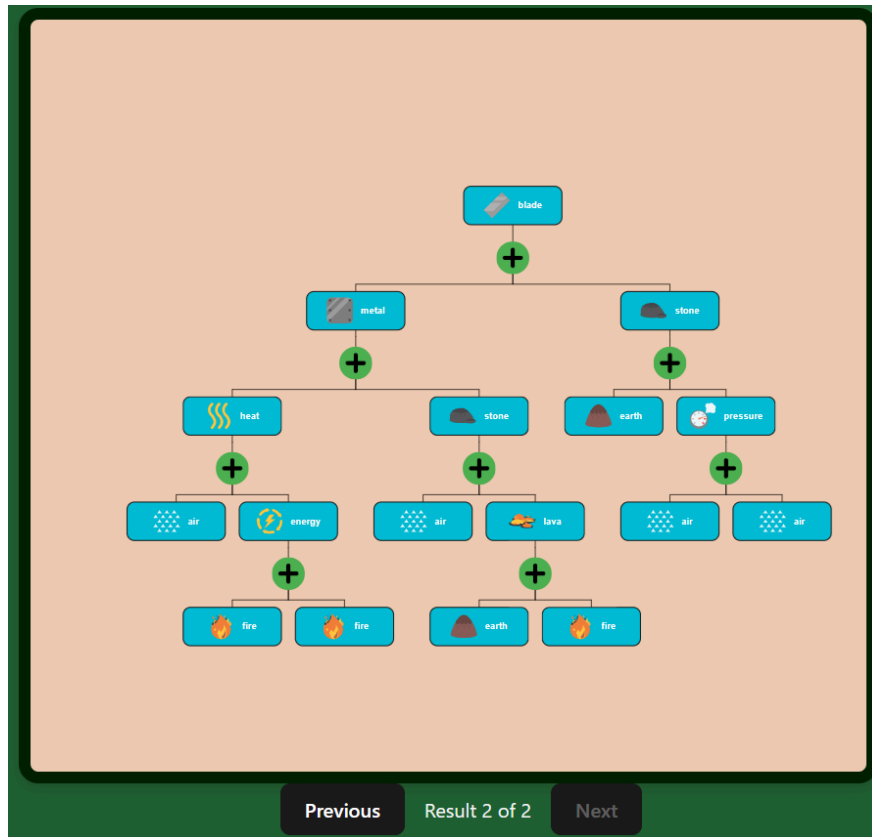 blade
metal
stone
heat
stone
earth
pressure
air
energy
air
lava
air
air
fire
fire
earth
fire
Previous
Result 2 of 2
Next